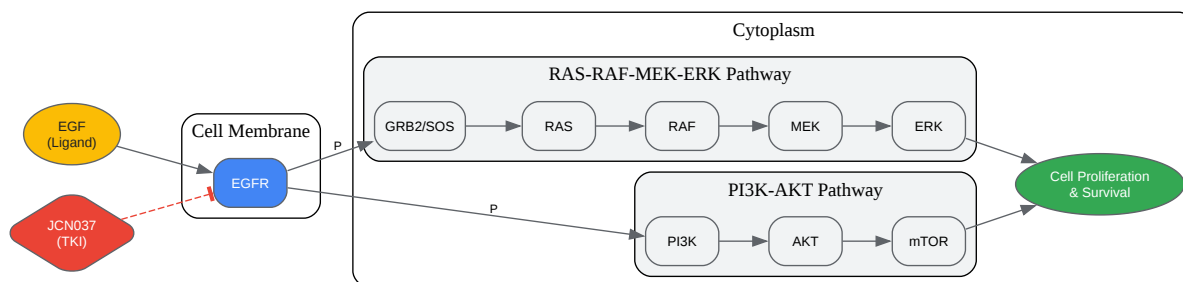 Cytoplasm
RAS-RAF-MEK-ERK Pathway
GRB2/SOS
RAS
RAF
MEK
ERK
EGF
(Ligand)
Cell Membrane
P
EGFR
JCN037
(TKI)
P
PI3K-AKT Pathway
PI3K
AKT
mTOR
Cell Proliferation
& Survival